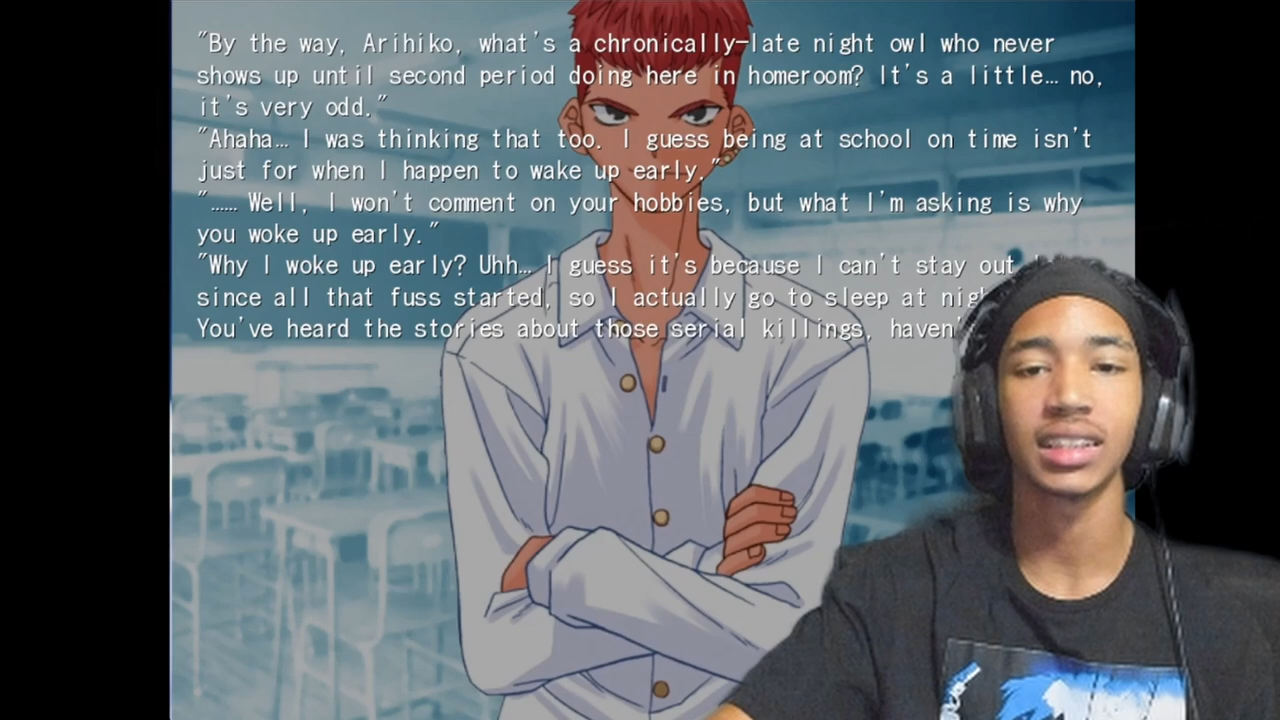 "By the way, Arihiko, what's a chronically-late night owl who never
shows up until second period doing here in homeroom? It's a little… no,
it's very odd."
"Ahaha… I was thinking that too. I guess being at school on time isn't
just for when I happen to wake up early."
"…… Well, I won't comment on your hobbies, but what I'm asking is why
you woke up early."
"Why I woke up early? Uhh… I guess it's because I can't stay out
since all that fuss started, so I actually go to sleep at
You've heard the stories about those serial killings,